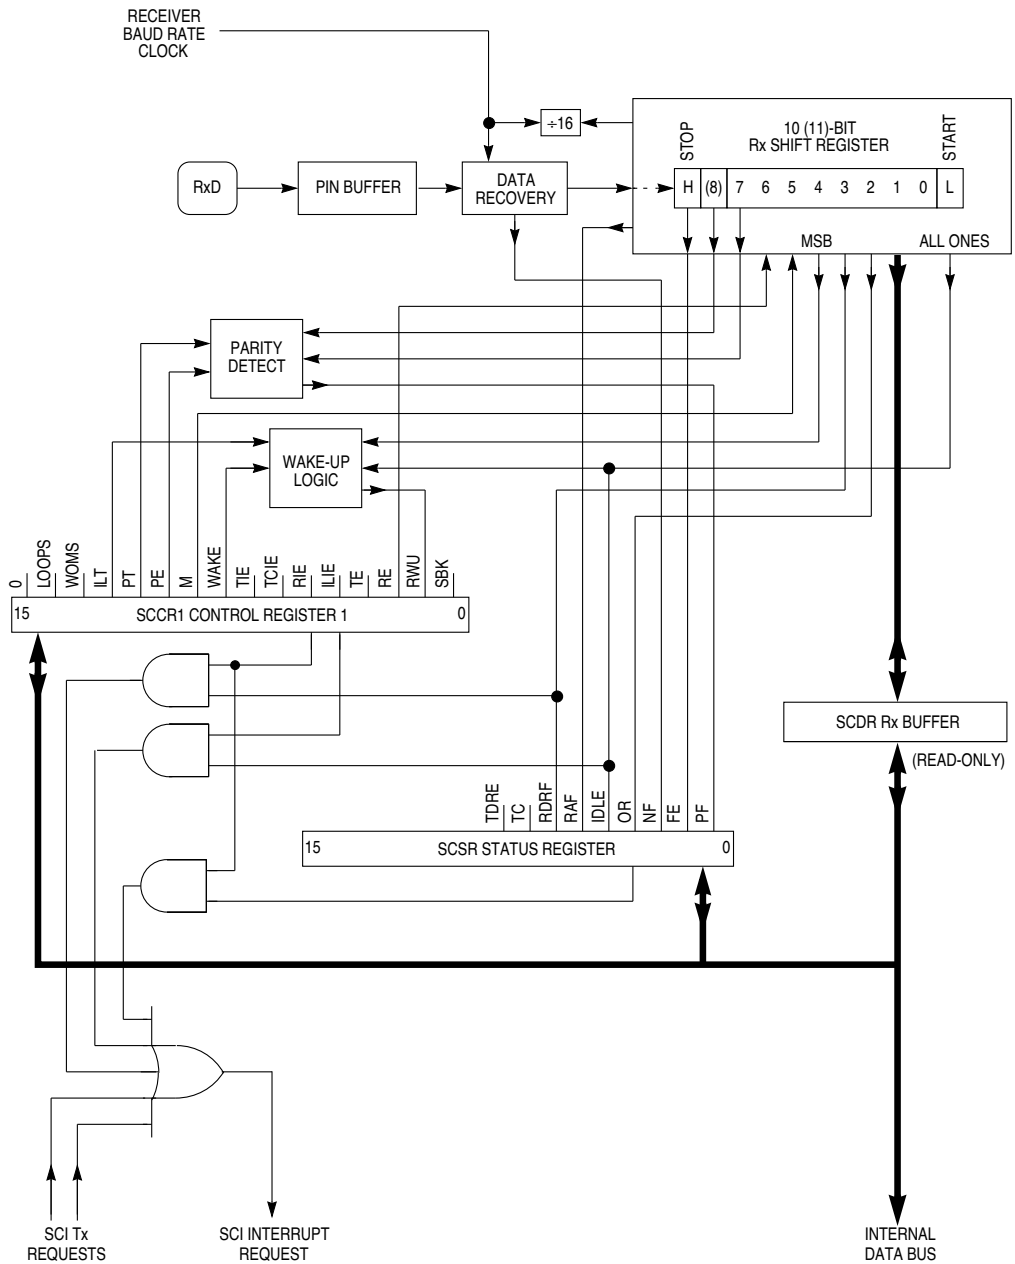 RECEIVER
BAUD RATE
CLOCK
÷16
10 (11)-BIT
Rx SHIFT REGISTER
STOP
START
RxD
PIN BUFFER
DATA
RECOVERY
H (8) 7 6 5 4 3 2 1 0 L
MSB
ALL ONES
PARITY
DETECT
WAKE-UP
LOGIC
0
LOOPS
WOMS
ILT
PT
PE
M
WAKE
TIE
TCIE
RIE
ILIE
TE
RE
RWU
SBK
15 SCCR1 CONTROL REGISTER 1 0
SCDR Rx BUFFER
(READ-ONLY)
TDRE
TC
RDRF
RAF
IDLE
OR
NF
FE
PF
15 SCSR STATUS REGISTER 0
SCI Tx
REQUESTS
SCI INTERRUPT
REQUEST
INTERNAL
DATA BUS